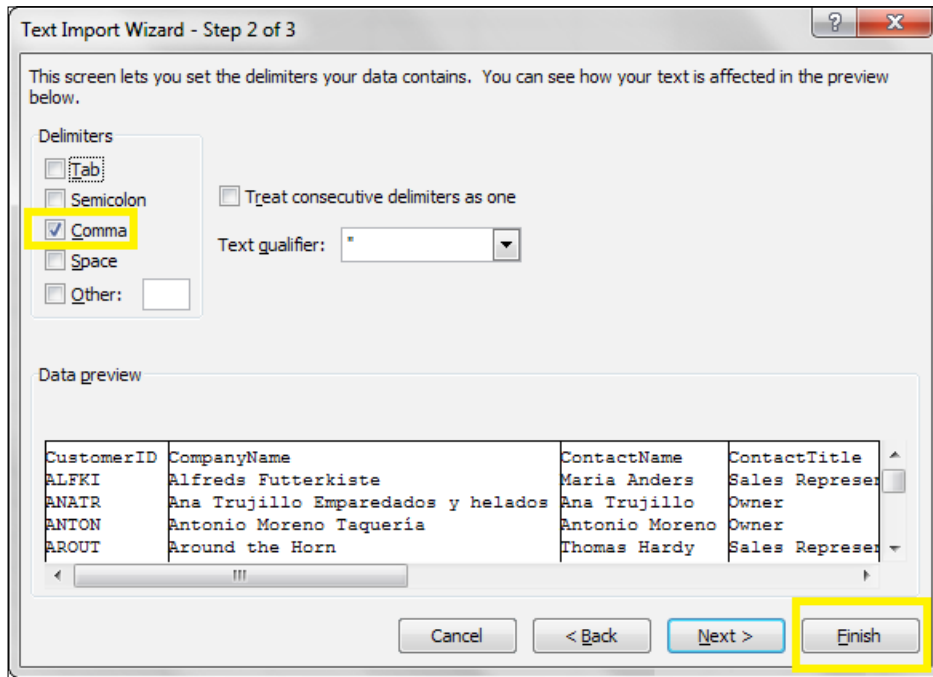 Text Import Wizard - Step 2 of 3
? X
This screen lets you set the delimiters your data contains. You can see how your text is affected in the preview
below.
Delimiters
Tab
Semicolon
Comma
Space
Other:
Treat consecutive delimiters as one
Text qualifier: "
Data preview
CustomerID CompanyName ContactName ContactTitle
ALFKI Alfreds Futterkiste Maria Anders Sales Represe
ANATR Ana Trujillo Emparedados y helados Ana Trujillo Owner
ANTON Antonio Moreno Taquería Antonio Moreno Owner
AROUT Around the Horn Thomas Hardy Sales Represe
Cancel < Back Next > Finish